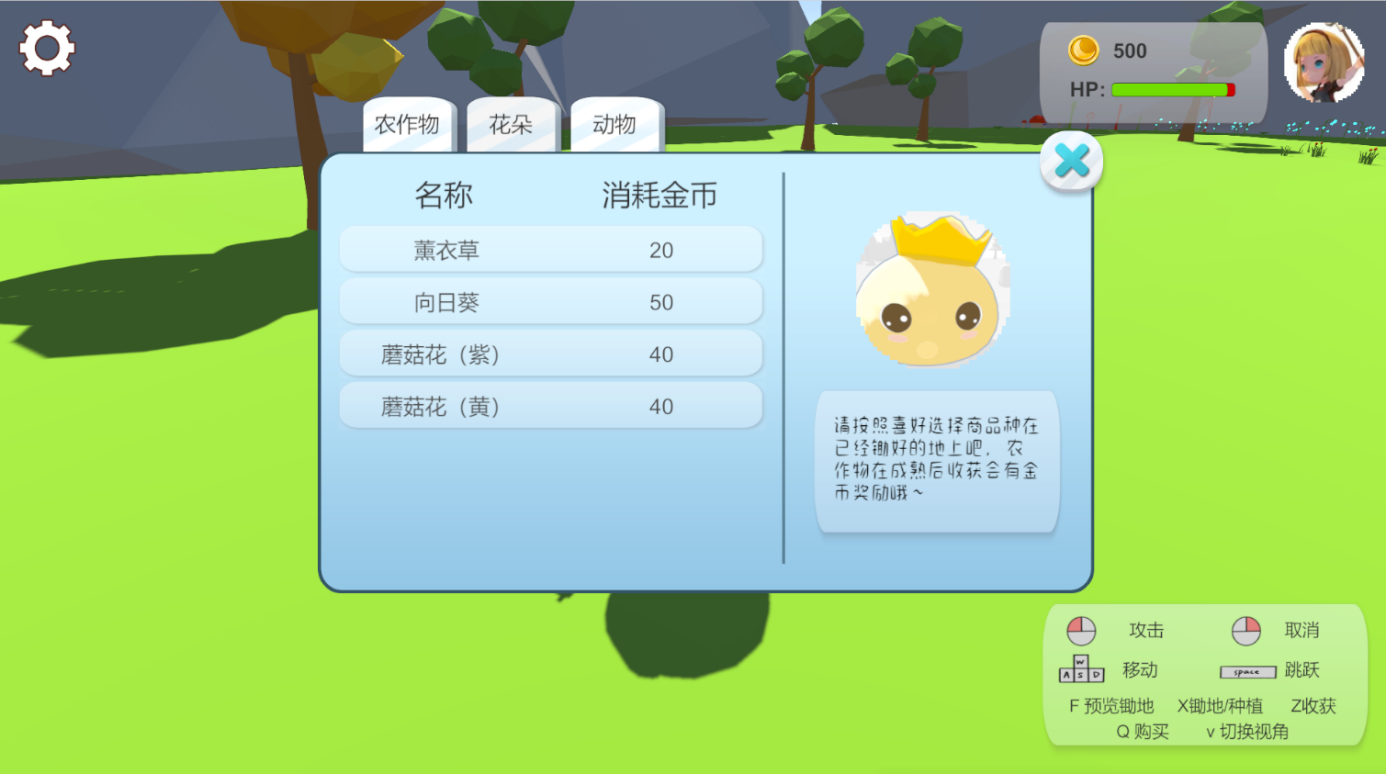 500
HP:
农作物 花朵 动物
名称 消耗金币
薰衣草 20
向日葵 50
蘑菇花（紫） 40
蘑菇花（黄） 40
请按照喜好选择商品种在
已经锄好的地上吧，农
作物在成熟后收获会有金
币奖励哦~
攻击 取消
W
A S D 移动 space 跳跃
F 预览锄地 X锄地/种植 Z收获
Q 购买 v 切换视角